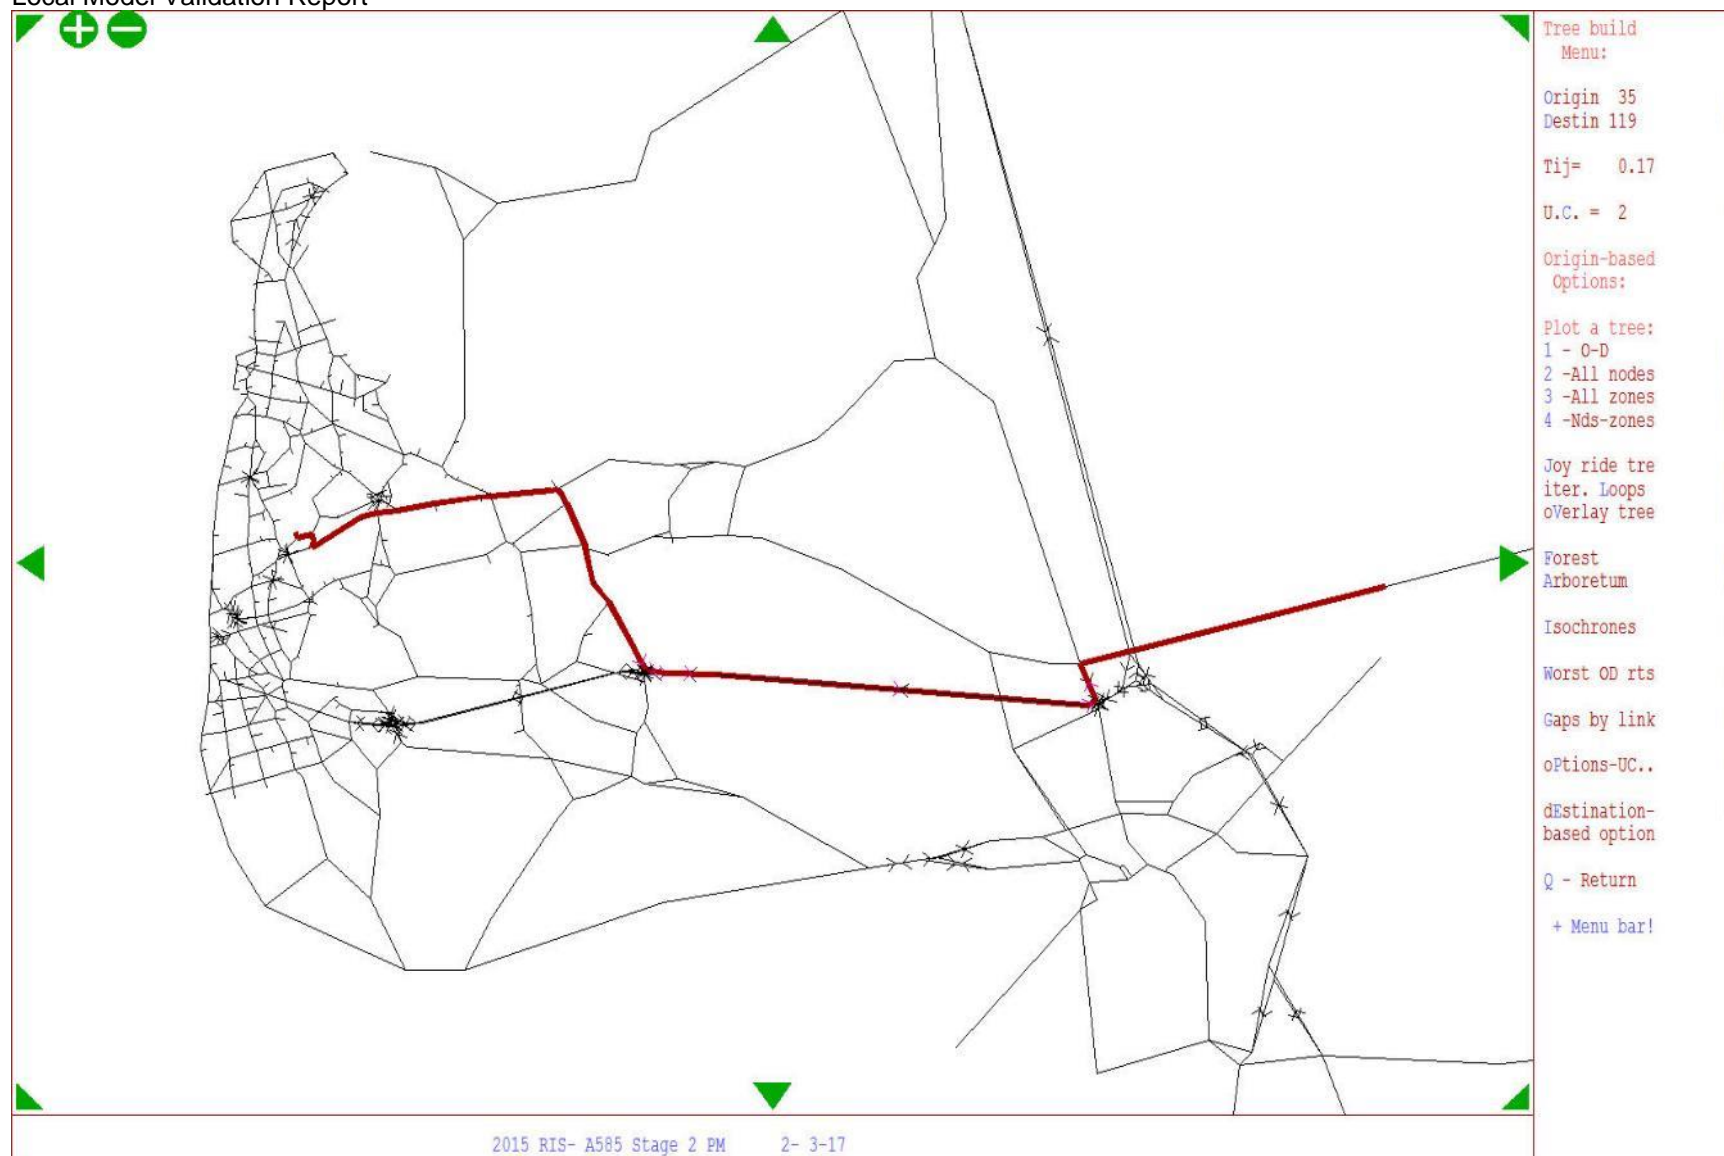 Local Model Validation Report
Tree build
Menu:
Origin 35
Destin 119
Tij= 0.17
U.C. = 2
Origin-based
Options:
Plot a tree:
1 - O-D
2 -All nodes
3 -All zones
4 -Nds-zones
Joy ride tre
iter. Loops
oVerlay tree
Forest
Arboretum
Isochrones
Worst OD rts
Gaps by link
oPtions-UC..
dEstination-
based option
Q - Return
+ Menu bar!
2015 RIS- A585 Stage 2 PM 2- 3-17